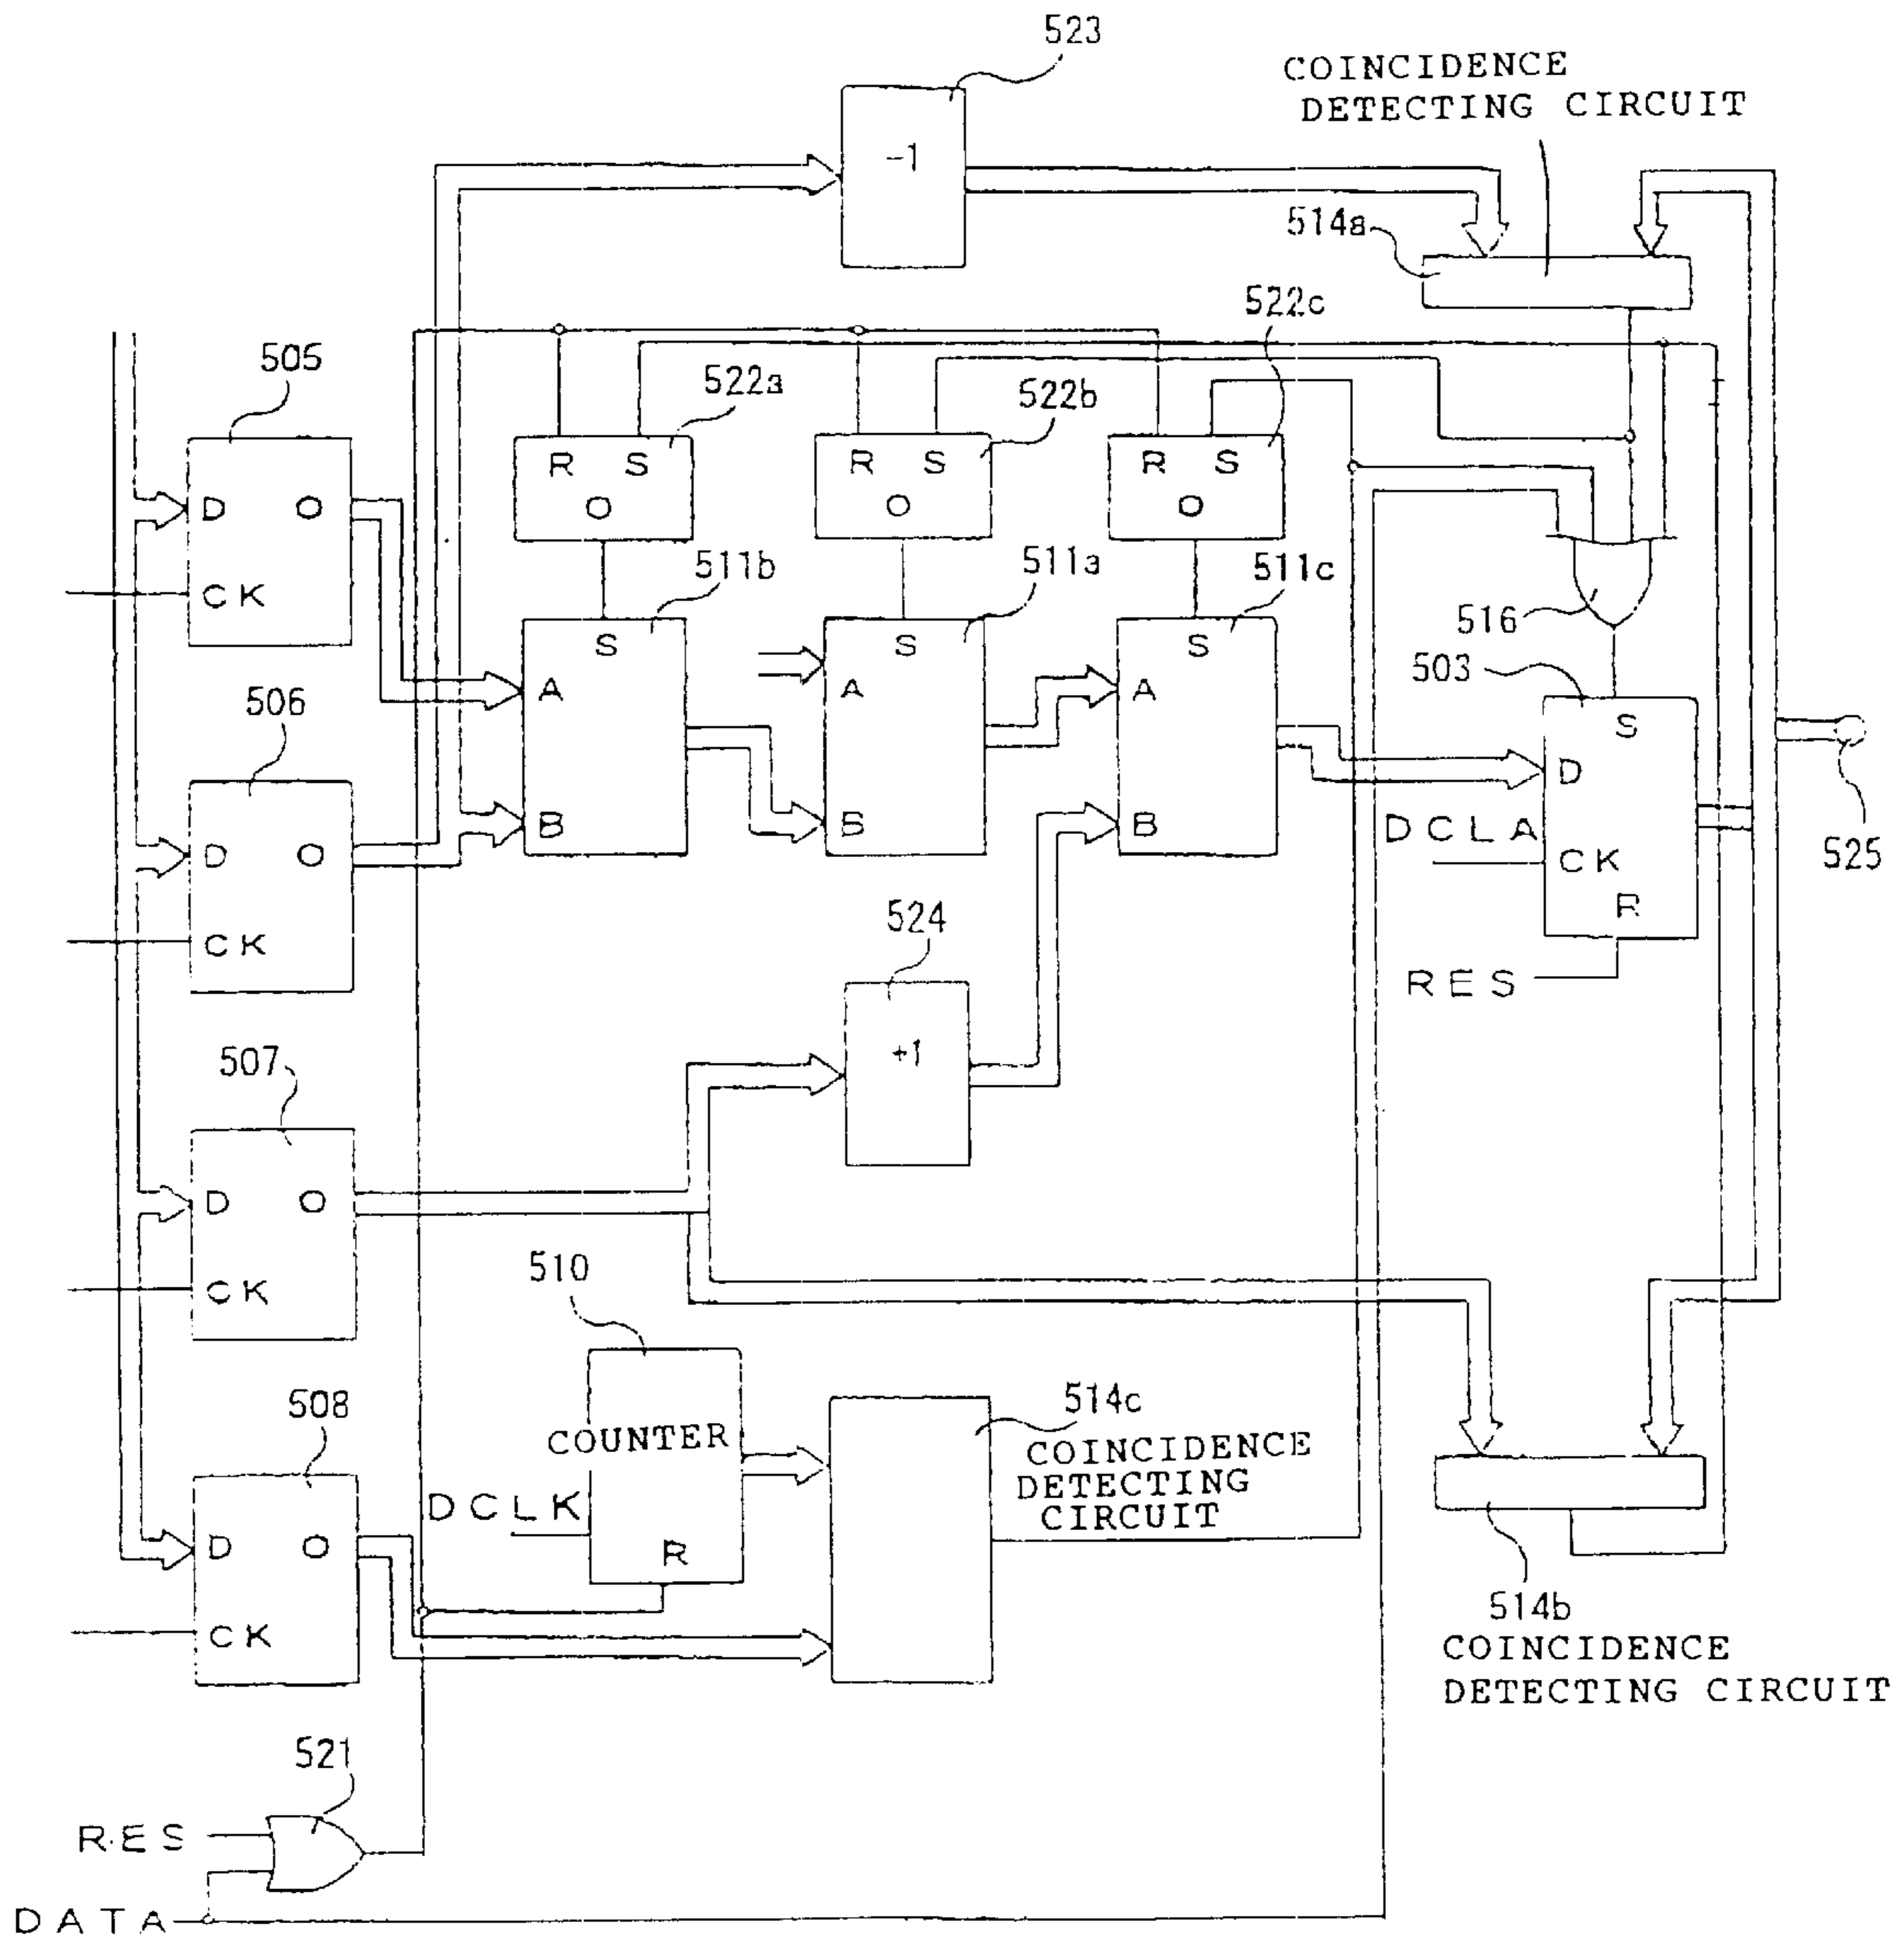 523
COINCIDENCE
DETECTING CIRCUIT
-1
514a
522c
505
522a
522b
R S
O
R S
O
R S
O
D O
CK
511b
511a
511c
516
S
A
B
S
A
B
S
A
B
503
S
D
DCLA
CK
R
525
506
D O
CK
RES
524
+1
507
D O
CK
510
COUNTER
DCLK
R
514c
COINCIDENCE
DETECTING
CIRCUIT
508
D O
CK
514b
COINCIDENCE
DETECTING CIRCUIT
521
RES
DATA